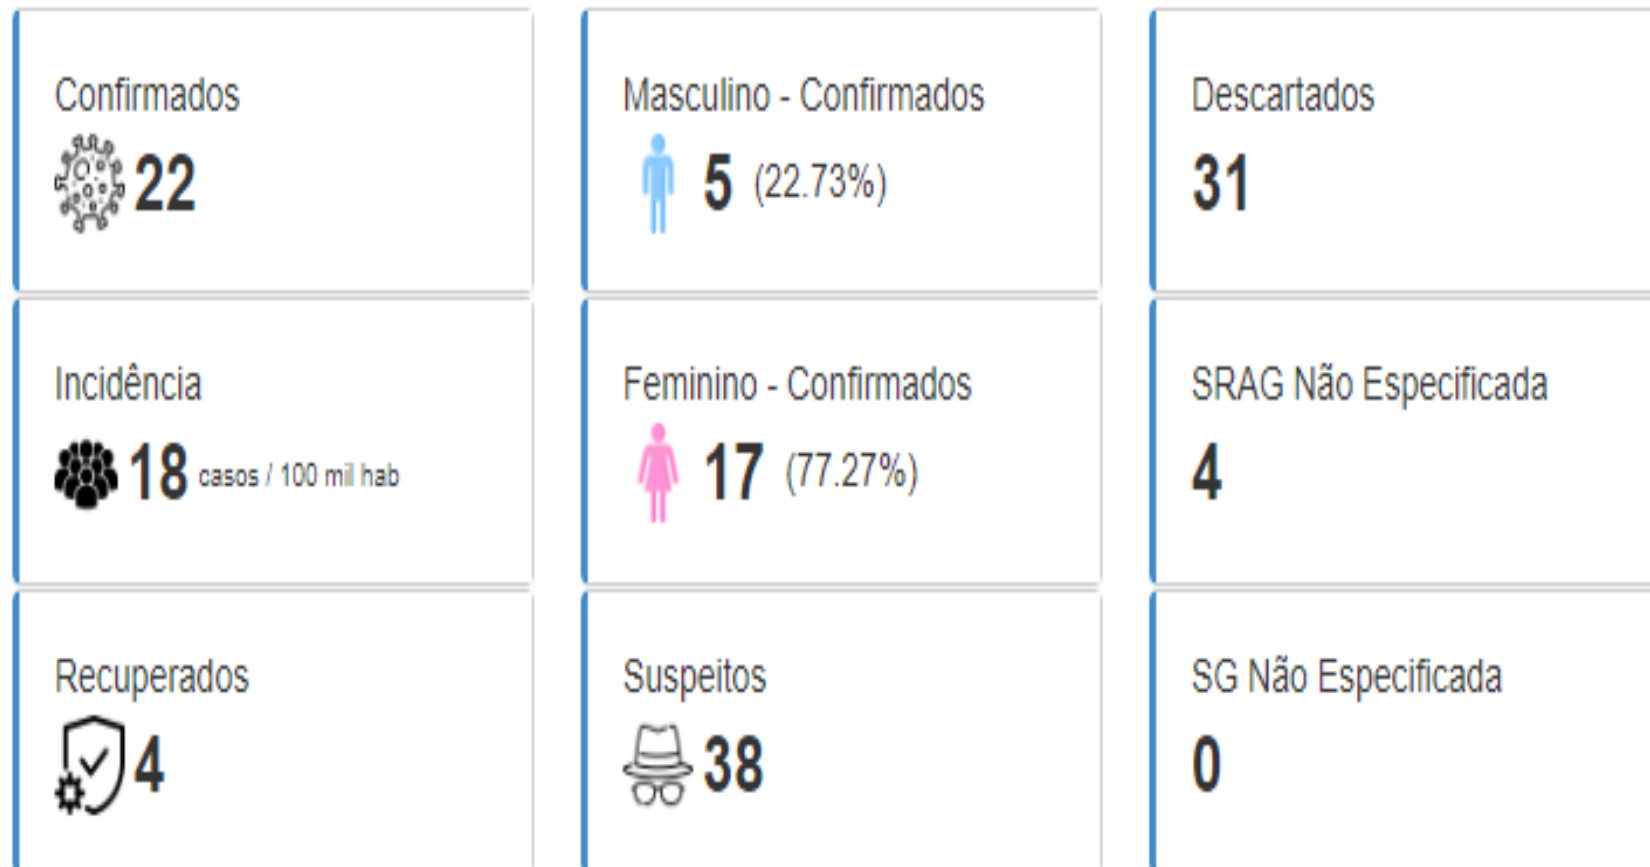 Confirmados
22
Masculino - Confirmados
5 (22.73%)
Descartados
31
Incidência
18 casos / 100 mil hab
Feminino - Confirmados
17 (77.27%)
SRAG Não Especificada
4
Recuperados
4
Suspeitos
38
SG Não Especificada
0